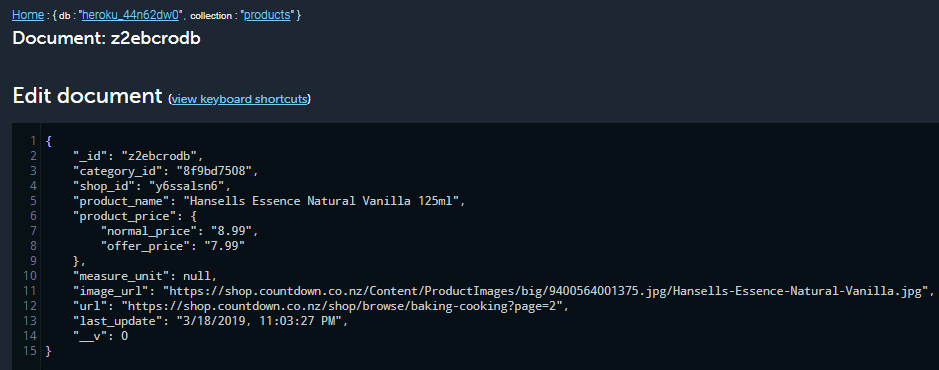 Home : { db : "heroku_44n62dw0", collection : "products" }
Document: z2ebcrodb
Edit document (view keyboard shortcuts)
1 {
2 "_id": "z2ebcrodb",
3 "category_id": "8f9bd7508",
4 "shop_id": "y6ssalsn6",
5 "product_name": "Hansells Essence Natural Vanilla 125ml",
6 "product_price": {
7 "normal_price": "8.99",
8 "offer_price": "7.99"
9 },
10 "measure_unit": null,
11 "image_url": "https://shop.countdown.co.nz/Content/ProductImages/big/9400564001375.jpg/Hansells-Essence-Natural-Vanilla.jpg",
12 "url": "https://shop.countdown.co.nz/shop/browse/baking-cooking?page=2",
13 "last_update": "3/18/2019, 11:03:27 PM",
14 "__v": 0
15 }